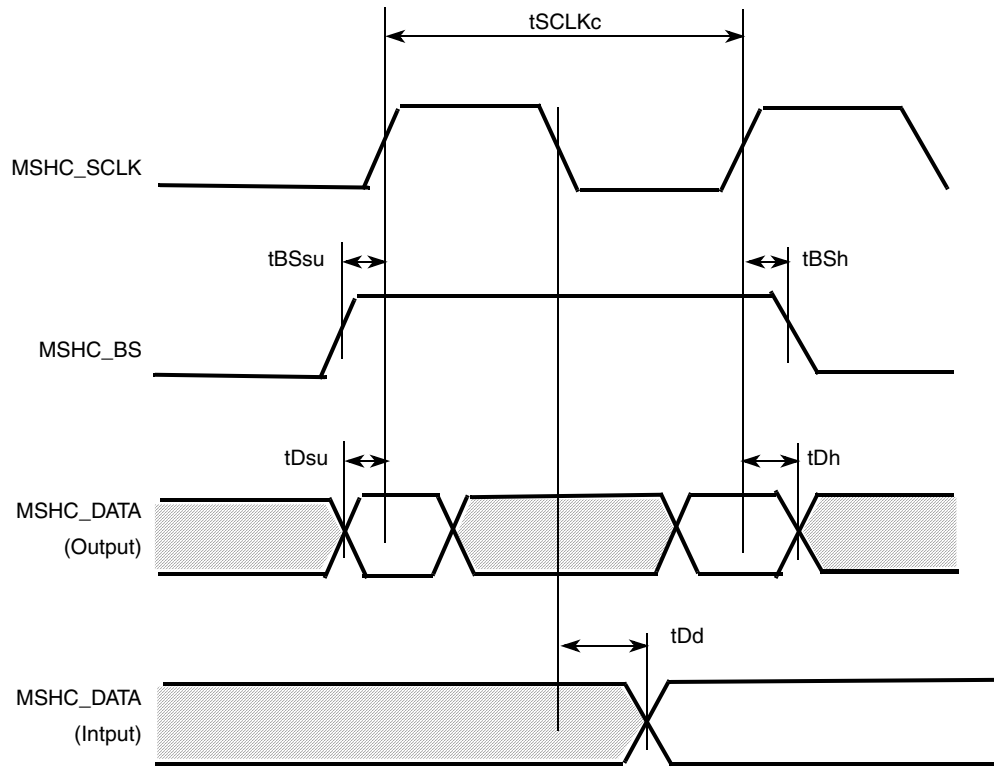 tSCLKc
MSHC_SCLK
tBSsu
tBSh
MSHC_BS
tDsu
tDh
MSHC_DATA
(Output)
tDd
MSHC_DATA
(Intput)